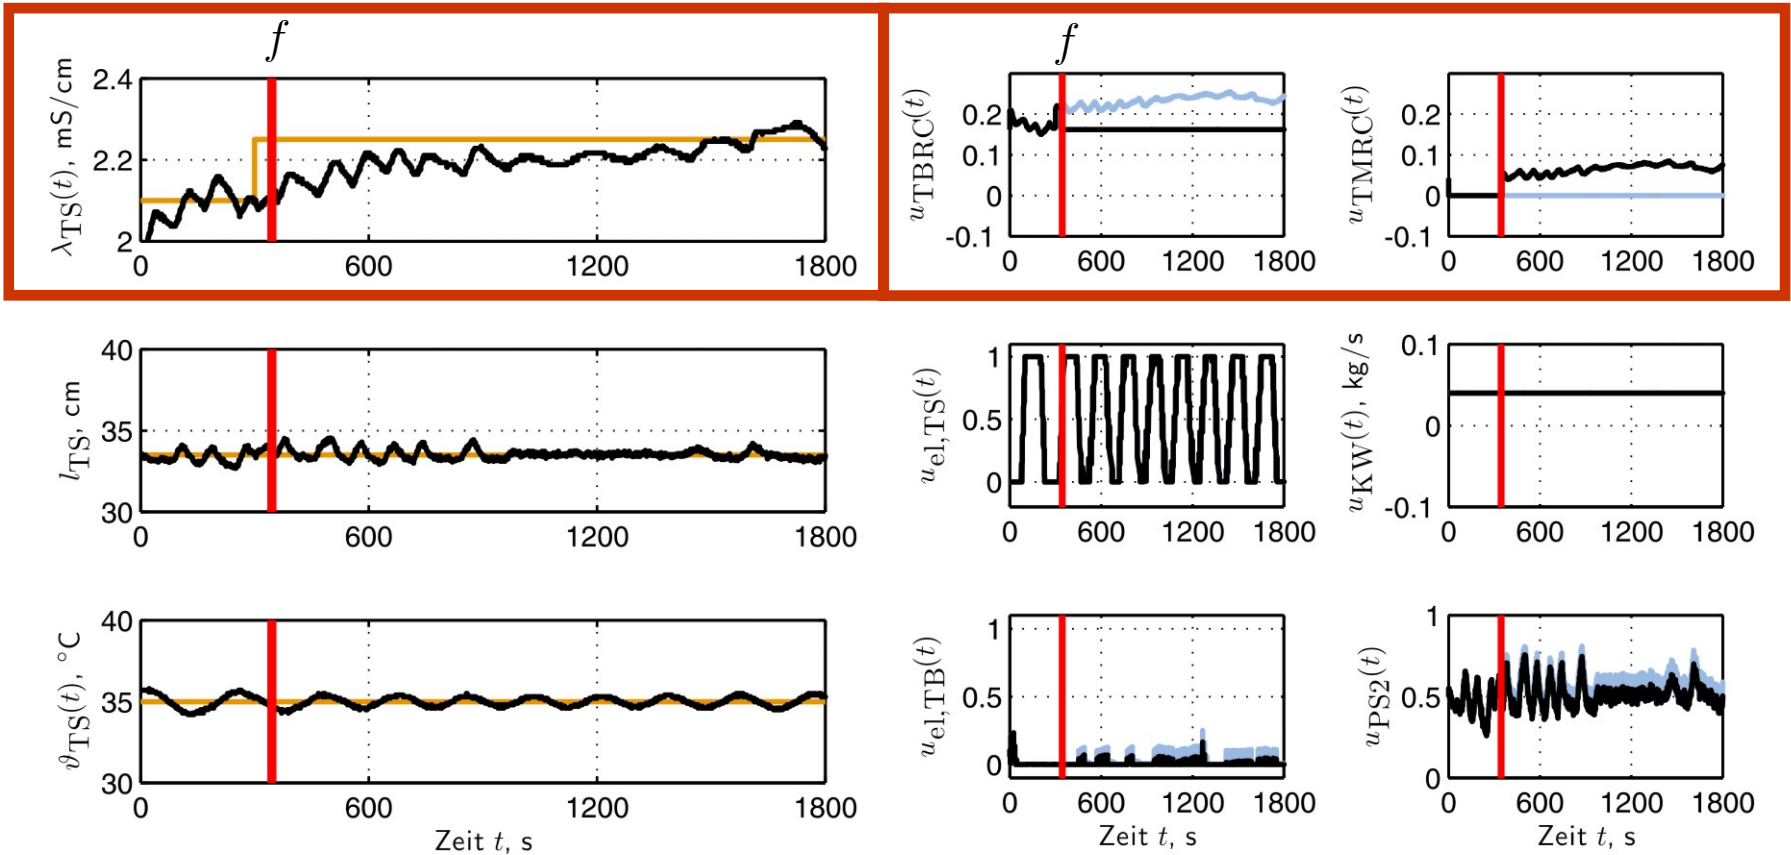 f
λTS(t), mS/cm
2.4
2.2
2
0 600 1200 1800
f
uTBRC(t)
0.2
0.1
0
-0.1
0 600 1200 1800
uTMRC(t)
0.2
0.1
0
-0.1
0 600 1200 1800
lTS, cm
40
35
30
0 600 1200 1800
uel,TS(t)
1
0.5
0
0 600 1200 1800
uKW(t), kg/s
0.1
0
-0.1
0 600 1200 1800
ϑTS(t), °C
40
35
30
0 600 1200 1800
Zeit t, s
uel,TB(t)
1
0.5
0
0 600 1200 1800
Zeit t, s
uPS2(t)
1
0.5
0
0 600 1200 1800
Zeit t, s